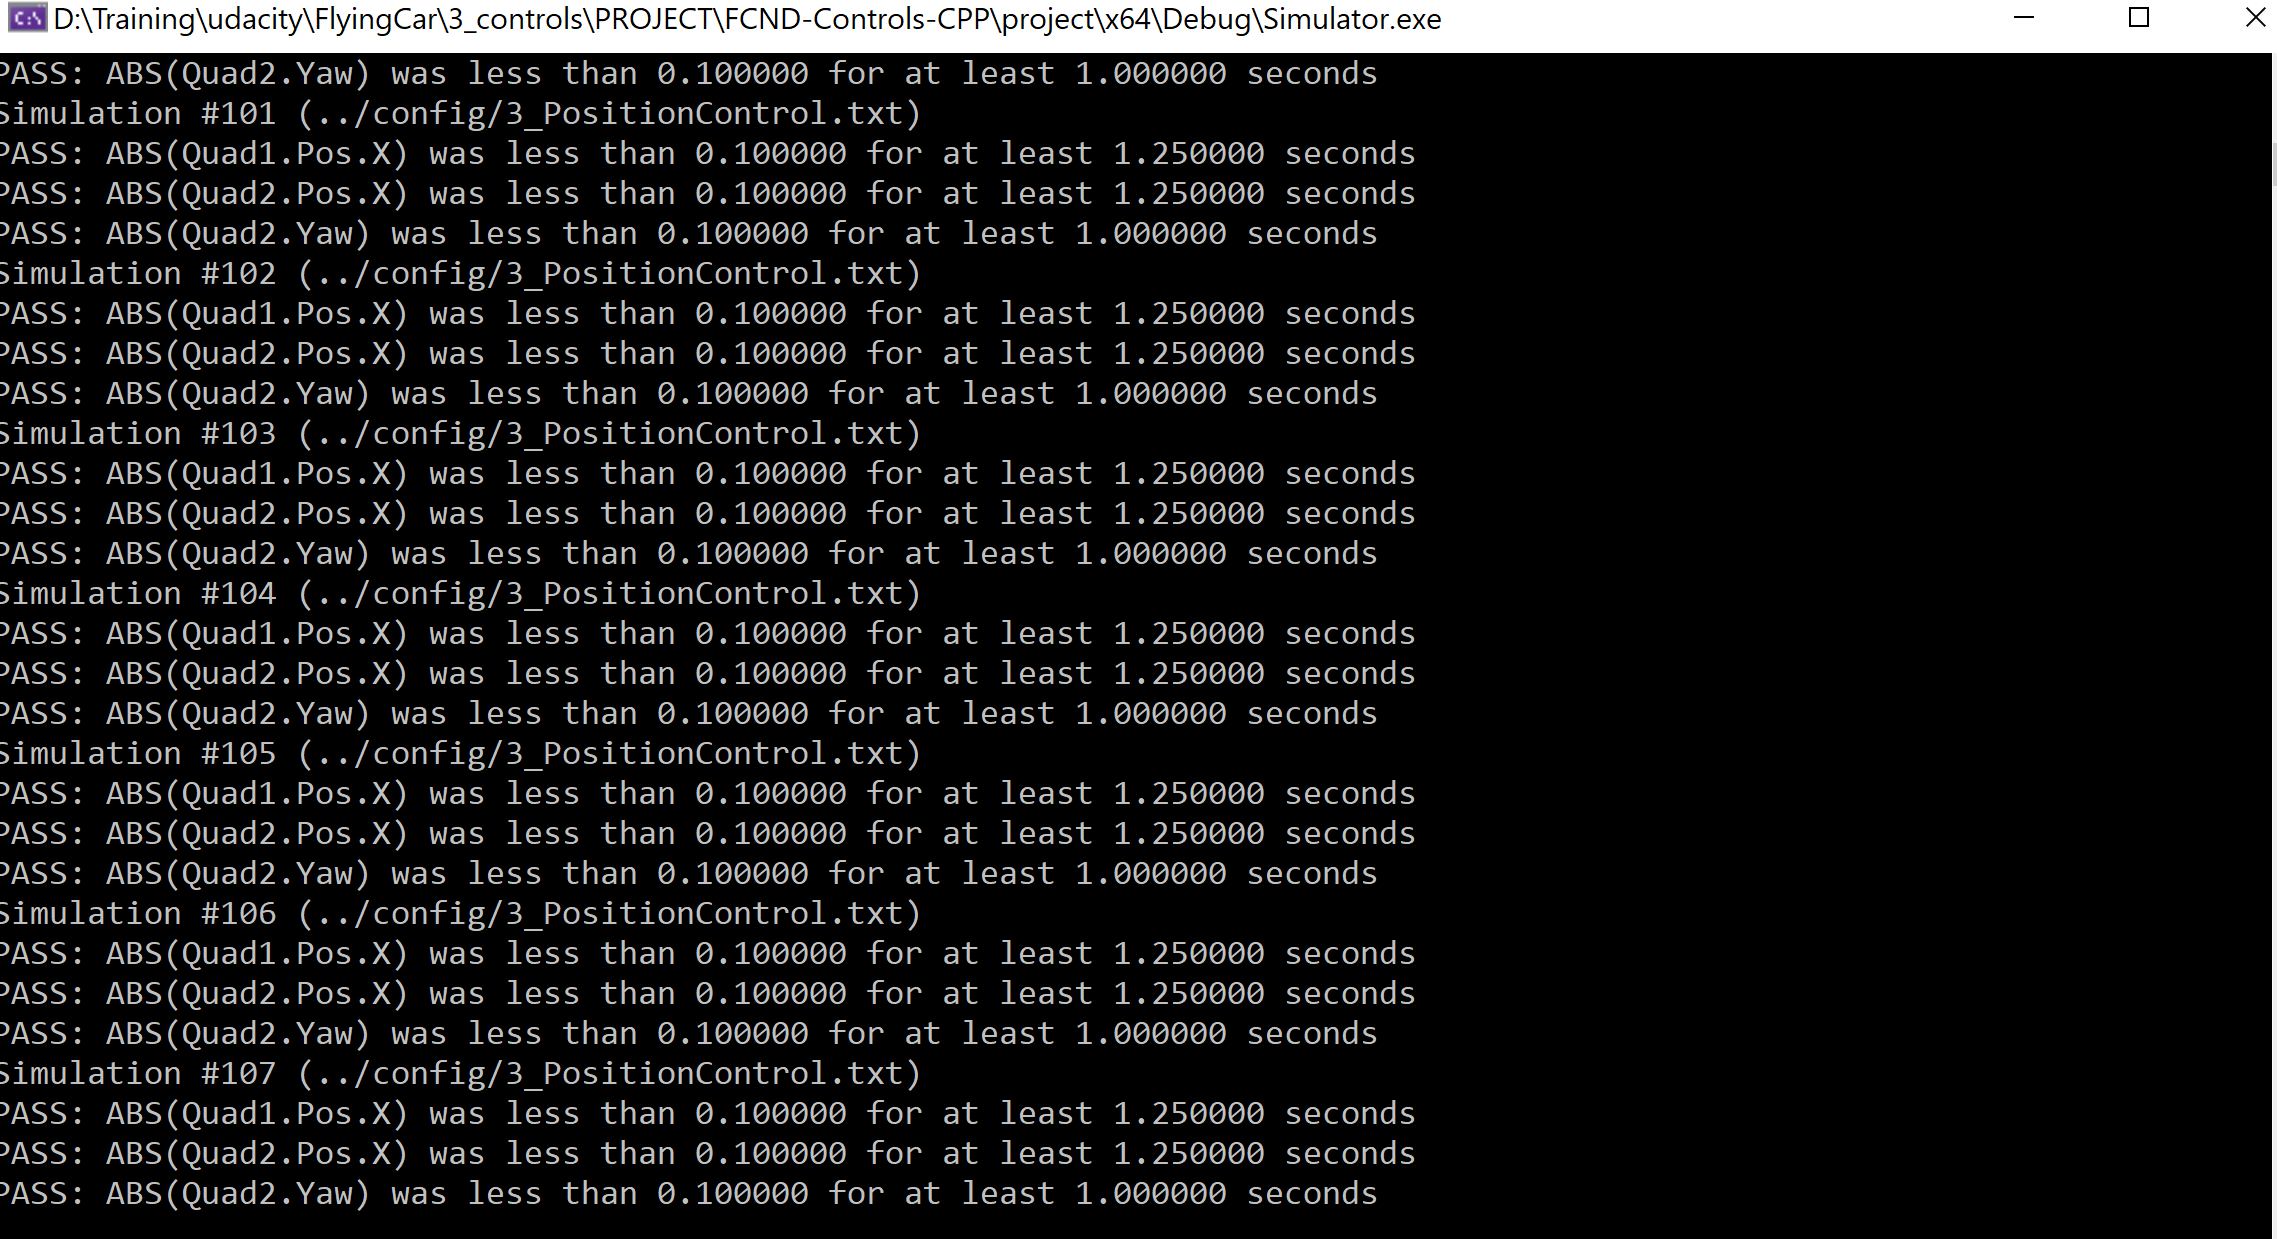 D:\Training\udacity\FlyingCar\3_controls\PROJECT\FCND-Controls-CPP\project\x64\Debug\Simulator.exe
PASS: ABS(Quad2.Yaw) was less than 0.100000 for at least 1.000000 seconds
Simulation #101 (../config/3_PositionControl.txt)
PASS: ABS(Quad1.Pos.X) was less than 0.100000 for at least 1.250000 seconds
PASS: ABS(Quad2.Pos.X) was less than 0.100000 for at least 1.250000 seconds
PASS: ABS(Quad2.Yaw) was less than 0.100000 for at least 1.000000 seconds
Simulation #102 (../config/3_PositionControl.txt)
PASS: ABS(Quad1.Pos.X) was less than 0.100000 for at least 1.250000 seconds
PASS: ABS(Quad2.Pos.X) was less than 0.100000 for at least 1.250000 seconds
PASS: ABS(Quad2.Yaw) was less than 0.100000 for at least 1.000000 seconds
Simulation #103 (../config/3_PositionControl.txt)
PASS: ABS(Quad1.Pos.X) was less than 0.100000 for at least 1.250000 seconds
PASS: ABS(Quad2.Pos.X) was less than 0.100000 for at least 1.250000 seconds
PASS: ABS(Quad2.Yaw) was less than 0.100000 for at least 1.000000 seconds
Simulation #104 (../config/3_PositionControl.txt)
PASS: ABS(Quad1.Pos.X) was less than 0.100000 for at least 1.250000 seconds
PASS: ABS(Quad2.Pos.X) was less than 0.100000 for at least 1.250000 seconds
PASS: ABS(Quad2.Yaw) was less than 0.100000 for at least 1.000000 seconds
Simulation #105 (../config/3_PositionControl.txt)
PASS: ABS(Quad1.Pos.X) was less than 0.100000 for at least 1.250000 seconds
PASS: ABS(Quad2.Pos.X) was less than 0.100000 for at least 1.250000 seconds
PASS: ABS(Quad2.Yaw) was less than 0.100000 for at least 1.000000 seconds
Simulation #106 (../config/3_PositionControl.txt)
PASS: ABS(Quad1.Pos.X) was less than 0.100000 for at least 1.250000 seconds
PASS: ABS(Quad2.Pos.X) was less than 0.100000 for at least 1.250000 seconds
PASS: ABS(Quad2.Yaw) was less than 0.100000 for at least 1.000000 seconds
Simulation #107 (../config/3_PositionControl.txt)
PASS: ABS(Quad1.Pos.X) was less than 0.100000 for at least 1.250000 seconds
PASS: ABS(Quad2.Pos.X) was less than 0.100000 for at least 1.250000 seconds
PASS: ABS(Quad2.Yaw) was less than 0.100000 for at least 1.000000 seconds